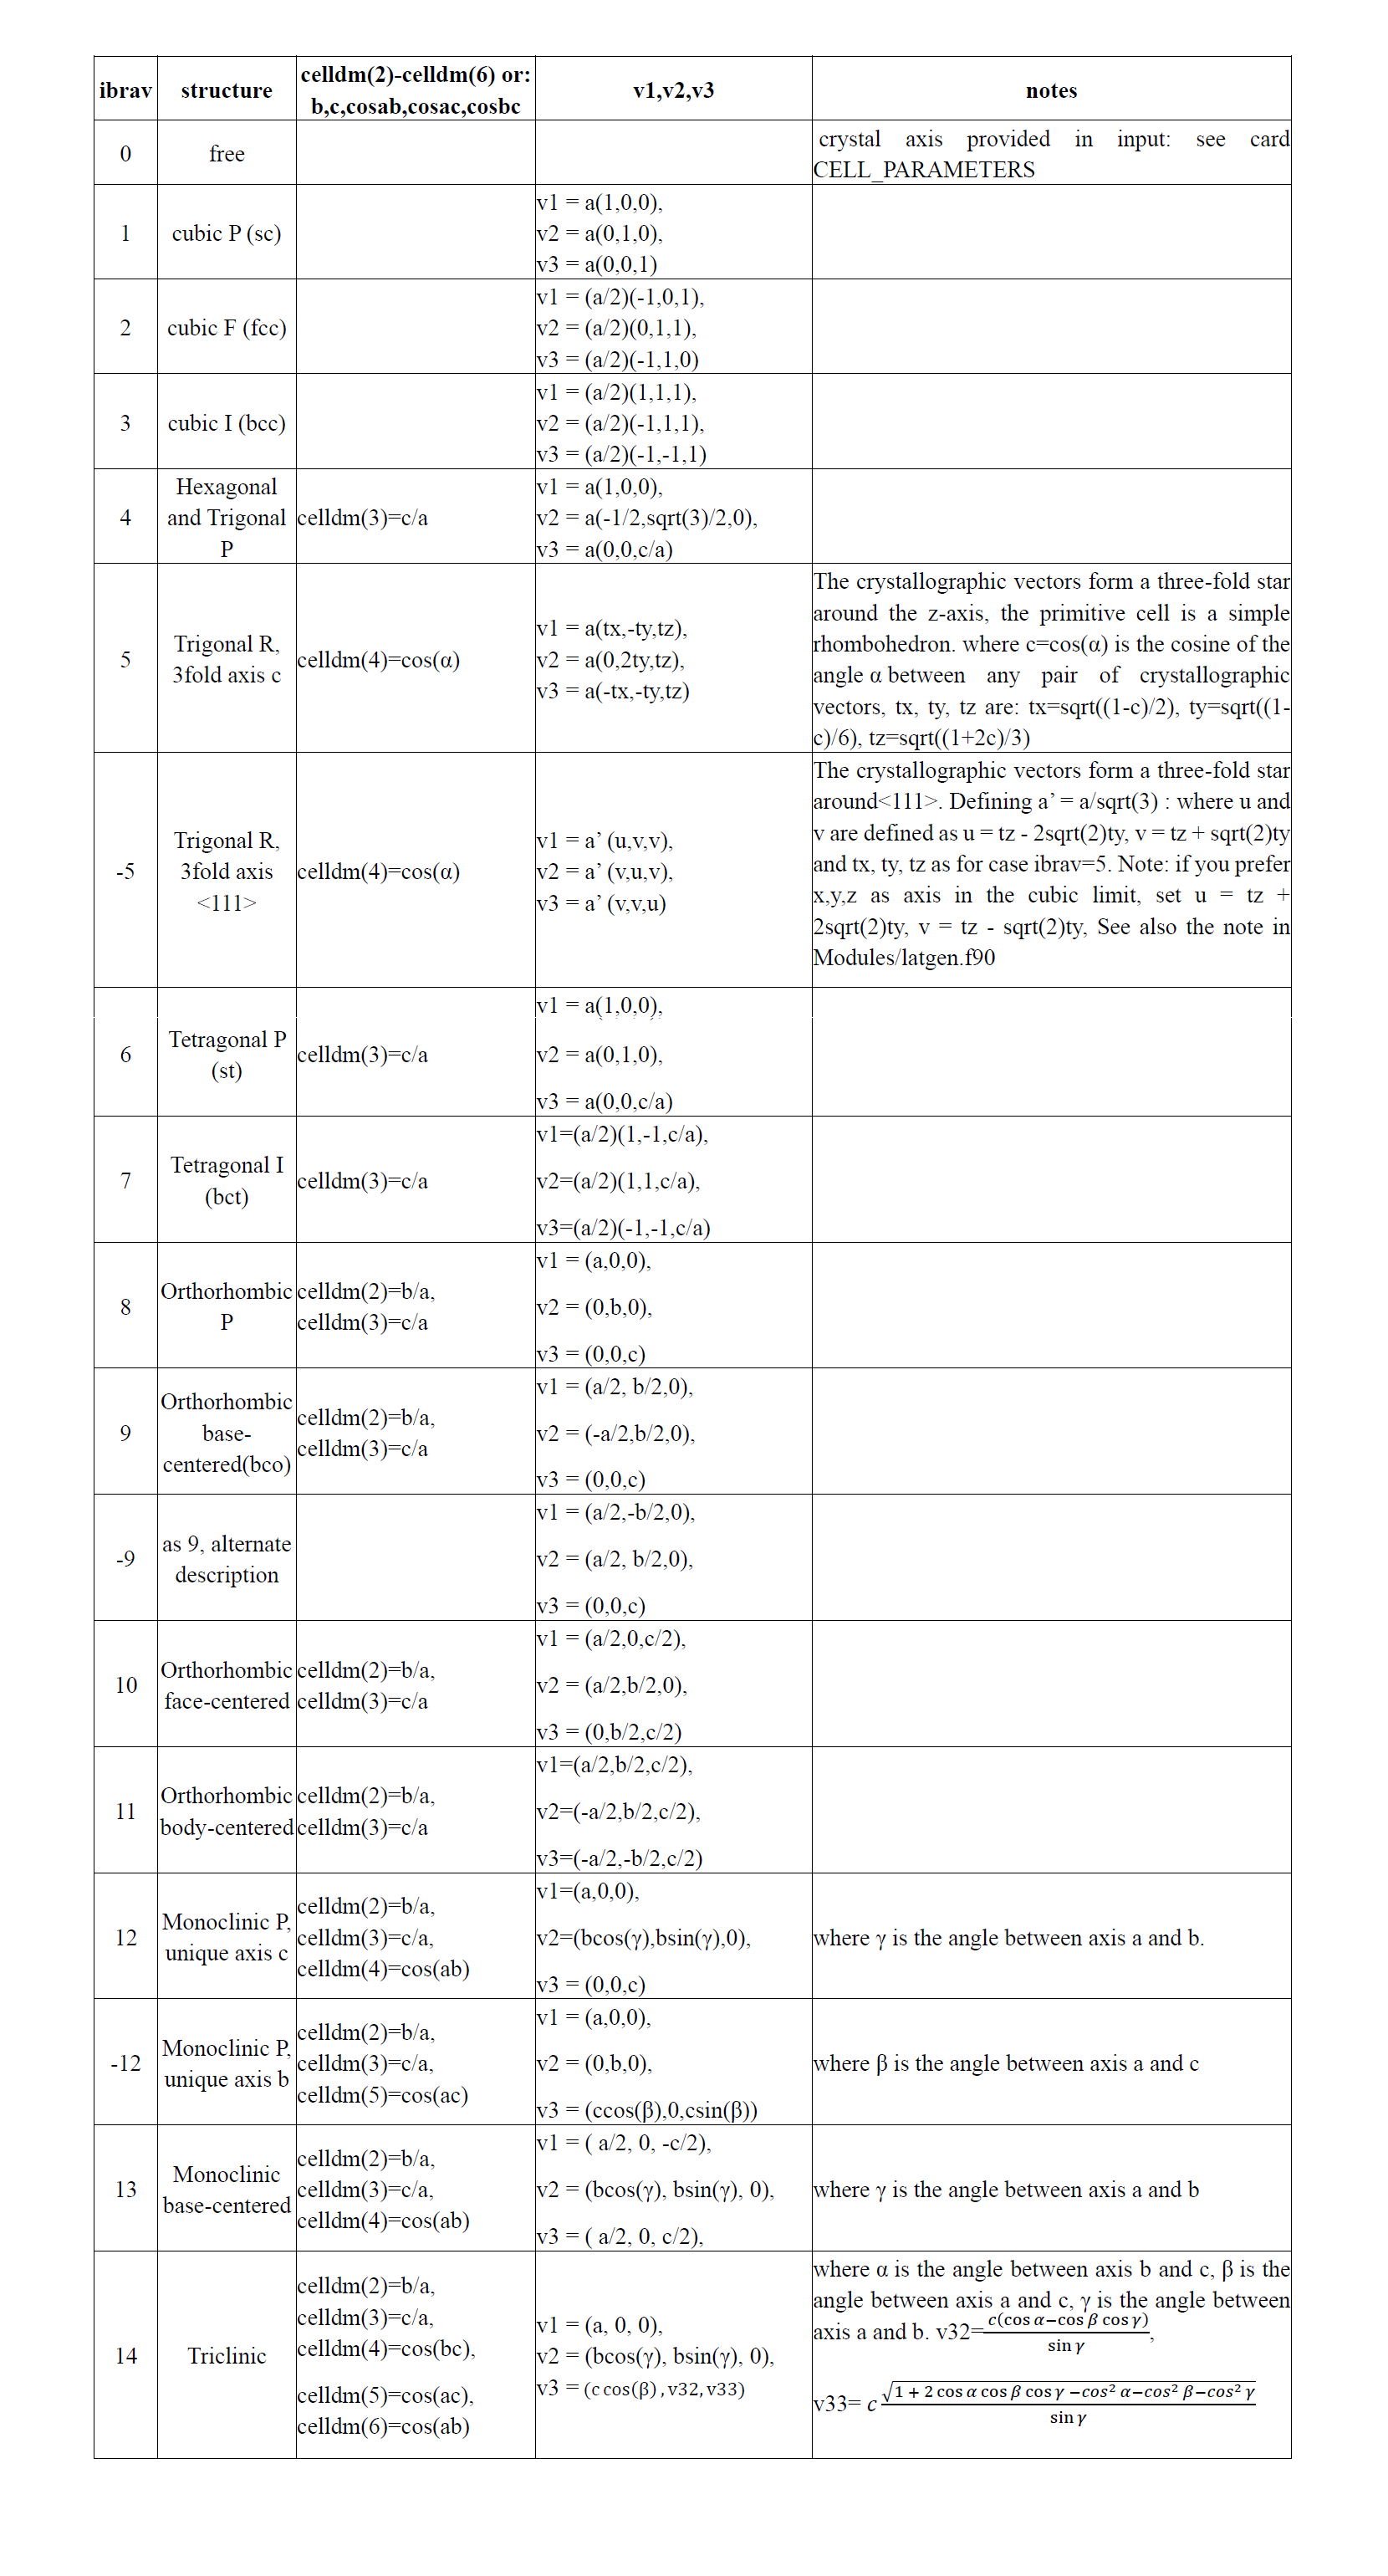 ibrav structure celldm(2)-celldm(6) or: b,c,cosab,cosac,cosbc v1,v2,v3 notes
0 free
crystal axis provided in input: see card
CELL_PARAMETERS
1 cubic P (sc)
v1 = a(1,0,0),
v2 = a(0,1,0),
v3 = a(0,0,1)
2 cubic F (fcc)
v1 = (a/2)(-1,0,1),
v2 = (a/2)(0,1,1),
v3 = (a/2)(-1,1,0)
3 cubic I (bcc)
v1 = (a/2)(1,1,1),
v2 = (a/2)(-1,1,1),
v3 = (a/2)(-1,-1,1)
4
Hexagonal
and Trigonal
P
celldm(3)=c/a
v1 = a(1,0,0),
v2 = a(-1/2,sqrt(3)/2,0),
v3 = a(0,0,c/a)
5
Trigonal R,
3fold axis c
celldm(4)=cos(α)
v1 = a(tx,-ty,tz),
v2 = a(0,2ty,tz),
v3 = a(-tx,-ty,tz)
The crystallographic vectors form a three-fold star
around the z-axis, the primitive cell is a simple
rhombohedron. where c=cos(α) is the cosine of the
angle α between any pair of crystallographic
vectors, tx, ty, tz are: tx=sqrt((1-c)/2), ty=sqrt((1-
c)/6), tz=sqrt((1+2c)/3)
-5
Trigonal R,
3fold axis
<111>
celldm(4)=cos(α)
v1 = a’ (u,v,v),
v2 = a’ (v,u,v),
v3 = a’ (v,v,u)
The crystallographic vectors form a three-fold star
around<111>. Defining a’ = a/sqrt(3) : where u and
v are defined as u = tz - 2sqrt(2)ty, v = tz + sqrt(2)ty
and tx, ty, tz as for case ibrav=5. Note: if you prefer
x,y,z as axis in the cubic limit, set u = tz +
2sqrt(2)ty, v = tz - sqrt(2)ty, See also the note in
Modules/latgen.f90
6
Tetragonal P
(st)
celldm(3)=c/a
v1 = a(1,0,0),
v2 = a(0,1,0),
v3 = a(0,0,c/a)
7
Tetragonal I
(bct)
celldm(3)=c/a
v1=(a/2)(1,-1,c/a),
v2=(a/2)(1,1,c/a),
v3=(a/2)(-1,-1,c/a)
8
Orthorhombic
P
celldm(2)=b/a,
celldm(3)=c/a
v1 = (a,0,0),
v2 = (0,b,0),
v3 = (0,0,c)
9
Orthorhombic
base-
centered(bco)
celldm(2)=b/a,
celldm(3)=c/a
v1 = (a/2, b/2,0),
v2 = (-a/2,b/2,0),
v3 = (0,0,c)
-9
as 9, alternate
description
v1 = (a/2,-b/2,0),
v2 = (a/2, b/2,0),
v3 = (0,0,c)
10
Orthorhombic
face-centered
celldm(2)=b/a,
celldm(3)=c/a
v1 = (a/2,0,c/2),
v2 = (a/2,b/2,0),
v3 = (0,b/2,c/2)
11
Orthorhombic
body-centered
celldm(2)=b/a,
celldm(3)=c/a
v1=(a/2,b/2,c/2),
v2=(-a/2,b/2,c/2),
v3=(-a/2,-b/2,c/2)
12
Monoclinic P,
unique axis c
celldm(2)=b/a,
celldm(3)=c/a,
celldm(4)=cos(ab)
v1=(a,0,0),
v2=(bcos(γ),bsin(γ),0),
v3 = (0,0,c)
where γ is the angle between axis a and b.
-12
Monoclinic P,
unique axis b
celldm(2)=b/a,
celldm(3)=c/a,
celldm(5)=cos(ac)
v1 = (a,0,0),
v2 = (0,b,0),
v3 = (ccos(β),0,csin(β))
where β is the angle between axis a and c
13
Monoclinic
base-centered
celldm(2)=b/a,
celldm(3)=c/a,
celldm(4)=cos(ab)
v1 = ( a/2, 0, -c/2),
v2 = (bcos(γ), bsin(γ), 0),
v3 = ( a/2, 0, c/2),
where γ is the angle between axis a and b
14
Triclinic
celldm(2)=b/a,
celldm(3)=c/a,
celldm(4)=cos(bc),
celldm(5)=cos(ac),
celldm(6)=cos(ab)
v1 = (a, 0, 0),
v2 = (bcos(γ), bsin(γ), 0),
v3 = (c cos(β) , v32, v33)
where α is the angle between axis b and c, β is the
angle between axis a and c, γ is the angle between
axis a and b. v32= c(cos α−cos β cos γ) / sin γ,
v33= c √(1 + 2 cos α cos β cos γ −cos² α−cos² β−cos² γ) / sin γ